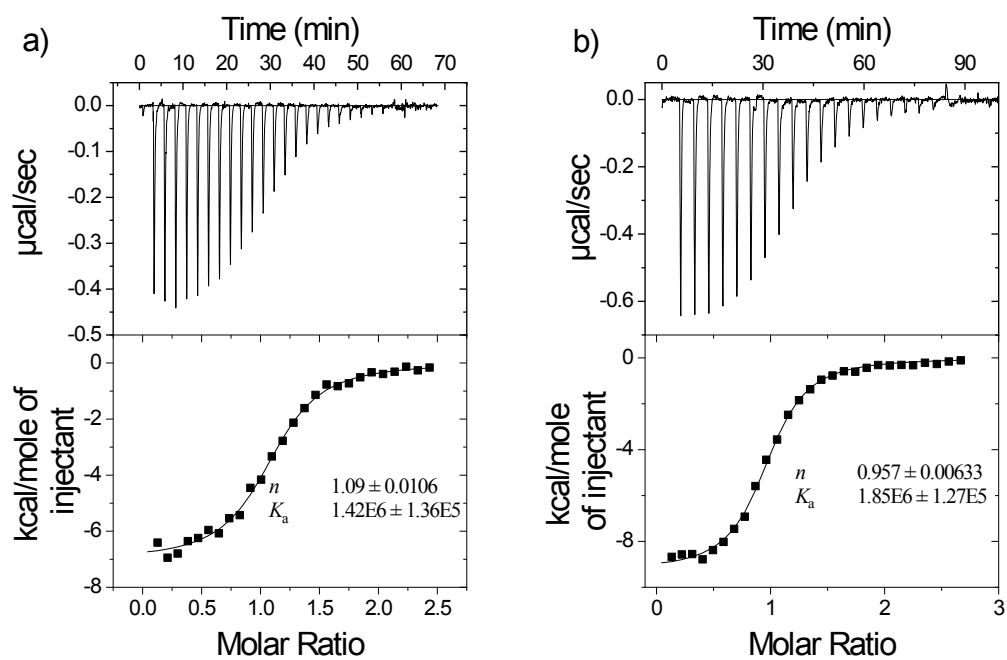 a)
Time (min)
0 10 20 30 40 50 60 70
0.0
-0.1
-0.2
-0.3
-0.4
-0.5
µcal/sec
0
-2
-4
-6
-8
kcal/mole of
injectant
n 1.09 ± 0.0106
Ka 1.42E6 ± 1.36E5
0.0 0.5 1.0 1.5 2.0 2.5
Molar Ratio
b)
Time (min)
0 30 60 90
0.0
-0.2
-0.4
-0.6
µcal/sec
0
-4
-8
kcal/mole
of injectant
n 0.957 ± 0.00633
Ka 1.85E6 ± 1.27E5
0 1 2 3
Molar Ratio